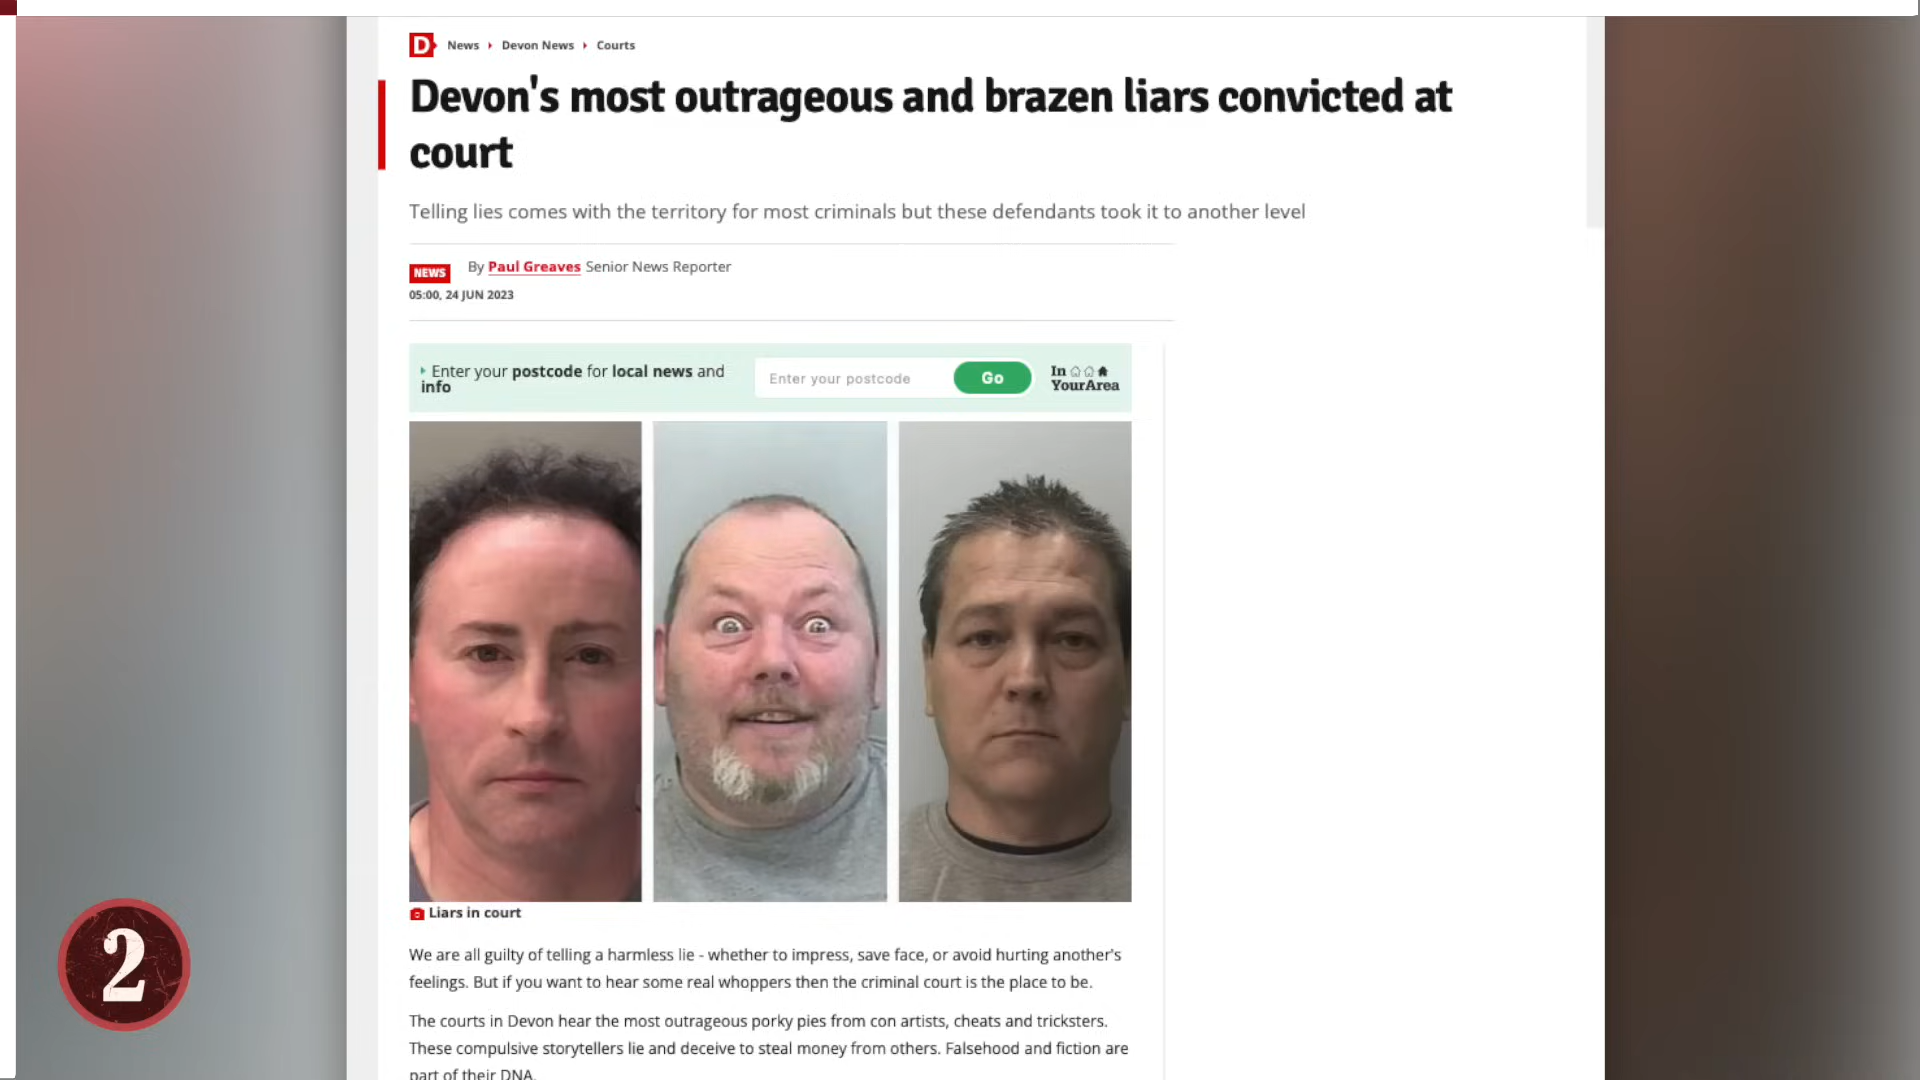 D News Devon News Courts
Devon's most outrageous and brazen liars convicted at
court
Telling lies comes with the territory for most criminals but these defendants took it to another level
NEWS By Paul Greaves Senior News Reporter
05:00, 24 JUN 2023
Enter your postcode for local news and
info
Enter your postcode
Go
In
YourArea
Liars in court
We are all guilty of telling a harmless lie - whether to impress, save face, or avoid hurting another's
feelings. But if you want to hear some real whoppers then the criminal court is the place to be.
The courts in Devon hear the most outrageous porky pies from con artists, cheats and tricksters.
These compulsive storytellers lie and deceive to steal money from others. Falsehood and fiction are
part of their DNA.
2